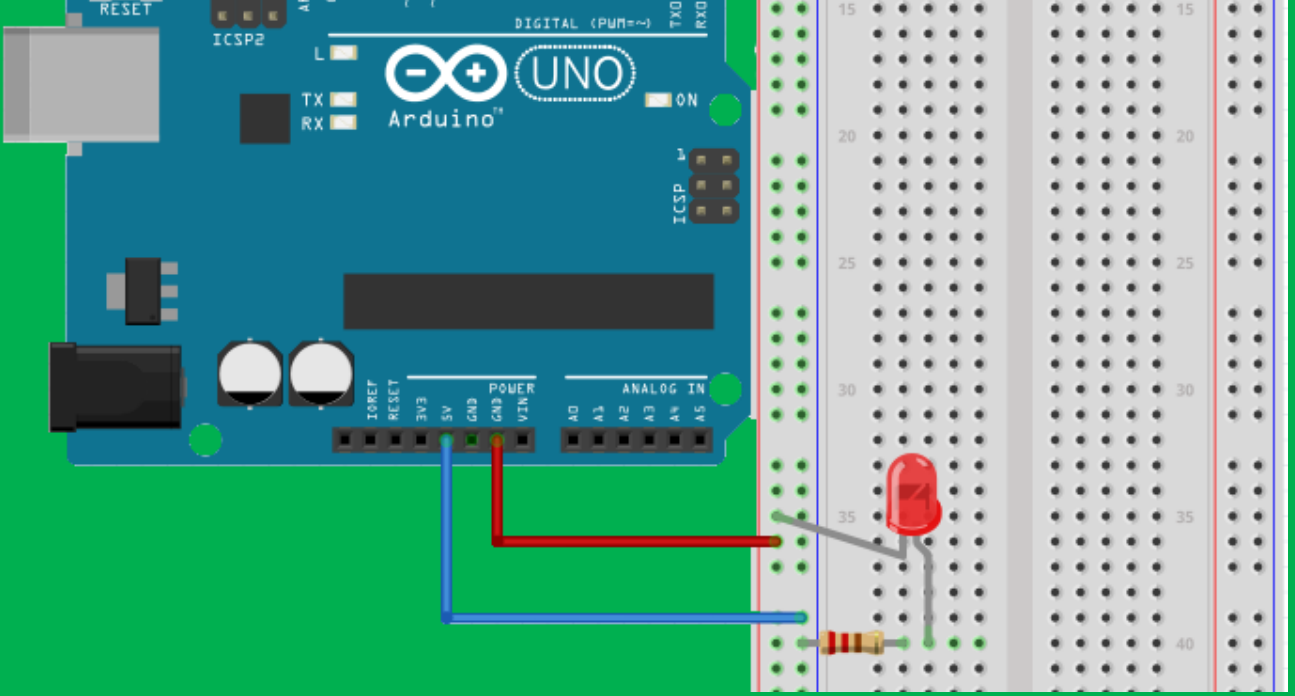 RESET
ICSP2
DIGITAL (PWM=~)
TX0
RX0
L
TX
RX
UNO
Arduino™
ON
1
ICSP
IOREF
RESET
3V3
5V
GND
GND
VIN
POWER
ANALOG IN
A0
A1
A2
A3
A4
A5
15 15
20 20
25 25
30 30
35 35
40 40